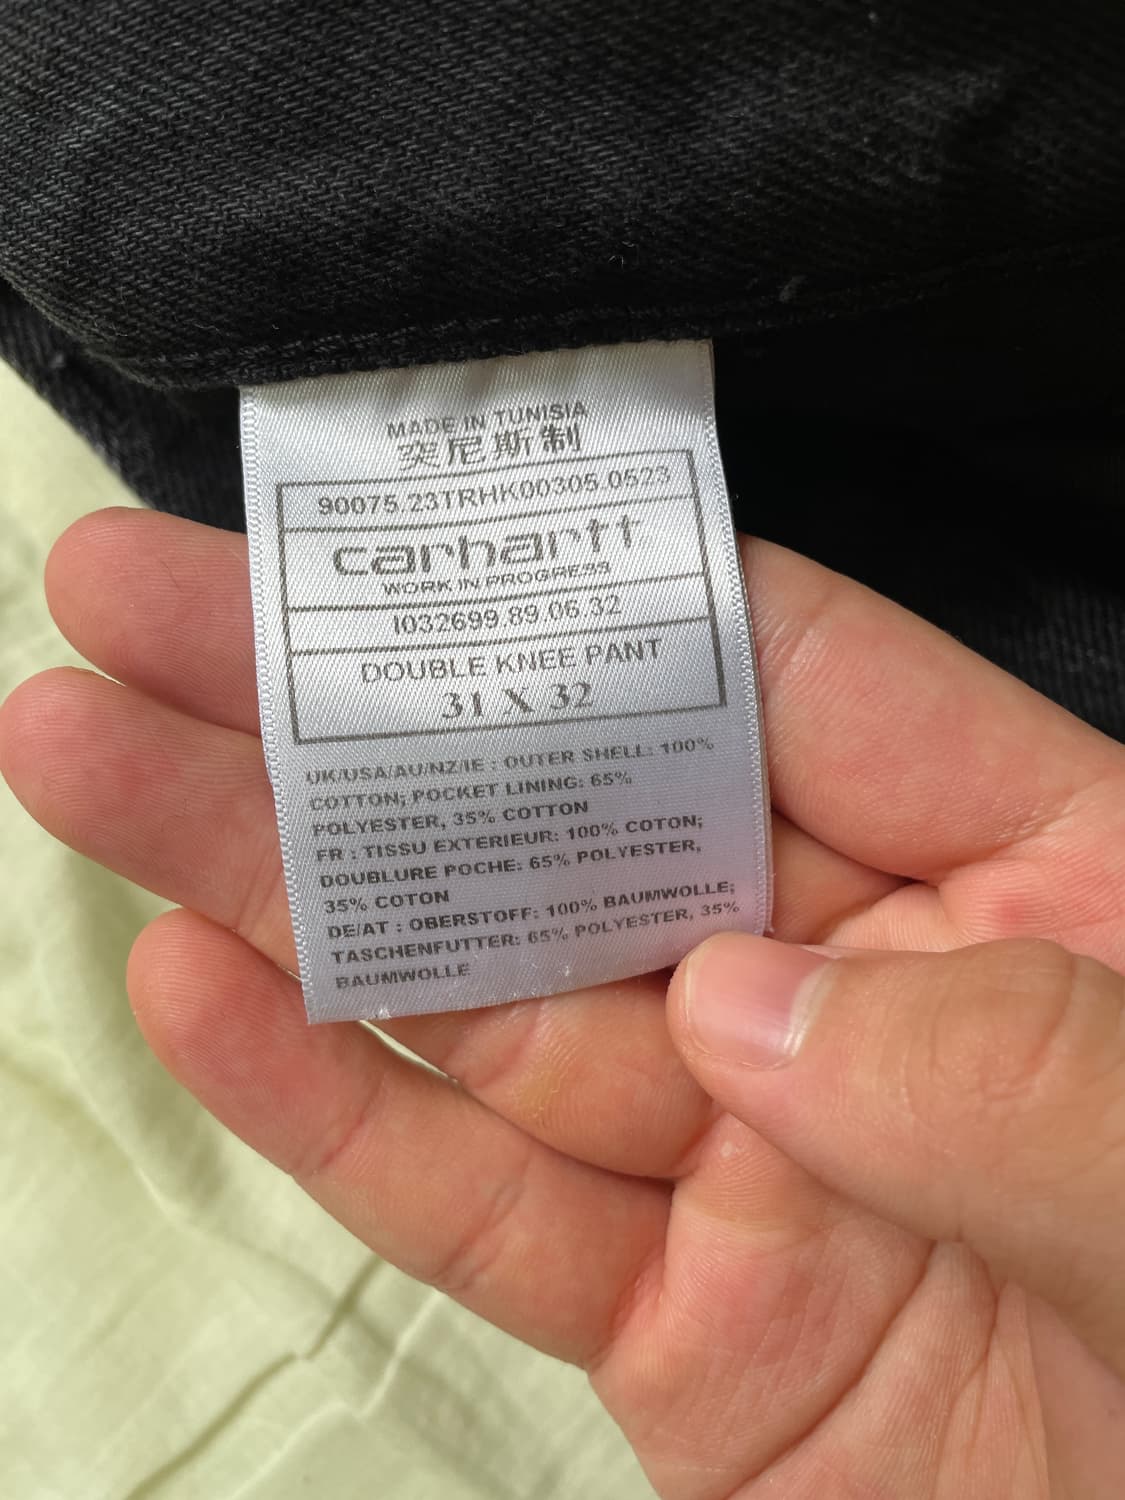 MADE IN TUNISIA
突尼斯制
90075.23TRHK00305.0523
carhartt
WORK IN PROGRESS
I032699.89.06.32
DOUBLE KNEE PANT
31 X 32
UK/USA/AU/NZ/IE : OUTER SHELL: 100%
COTTON; POCKET LINING: 65%
POLYESTER, 35% COTTON
FR : TISSU EXTERIEUR: 100% COTON;
DOUBLURE POCHE: 65% POLYESTER,
35% COTON
DE/AT : OBERSTOFF: 100% BAUMWOLLE;
TASCHENFUTTER: 65% POLYESTER, 35%
BAUMWOLLE